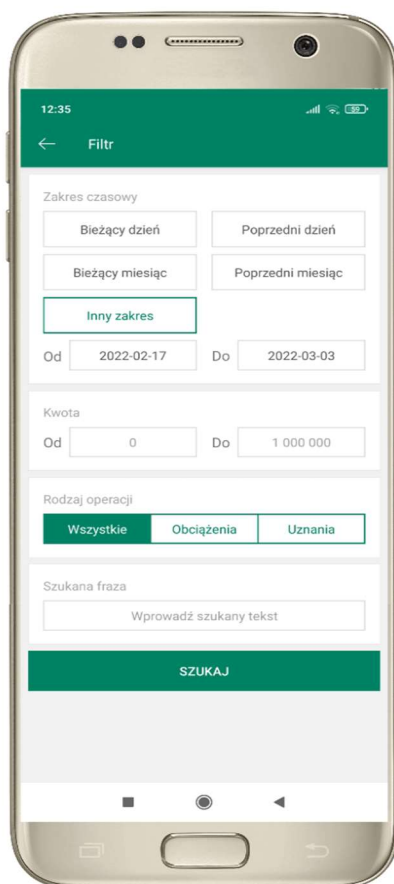 12:35 59
Filtr
Zakres czasowy
Bieżący dzień Poprzedni dzień
Bieżący miesiąc Poprzedni miesiąc
Inny zakres
Od 2022-02-17 Do 2022-03-03
Kwota
Od 0 Do 1 000 000
Rodzaj operacji
Wszystkie Obciążenia Uznania
Szukana fraza
Wprowadź szukany tekst
SZUKAJ